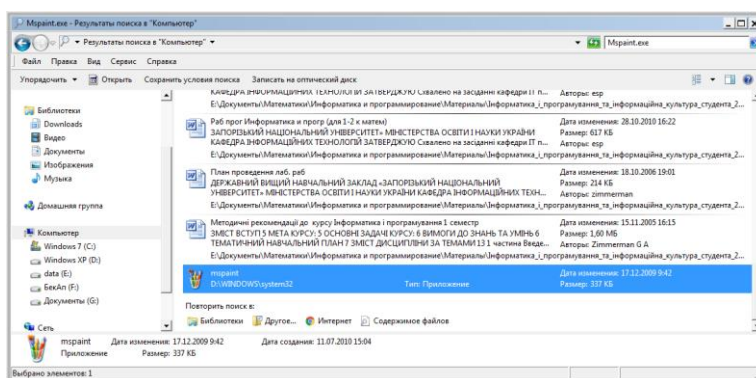 Mspaint.exe - Результаты поиска в "Компьютер"
Результаты поиска в "Компьютер"
Mspaint.exe
Файл Правка Вид Сервис Справка
Упорядочить Открыть Сохранить условия поиска Записать на оптический диск
Библиотеки
Downloads
Видео
Документы
Изображения
Музыка
Домашняя группа
Компьютер
Windows 7 (C:)
Windows XP (D:)
data (E:)
БекАп (F:)
Документы (G:)
Сеть
КАФЕДРА ІНФОРМАЦІЙНИХ ТЕХНОЛОГІЙ ЗАТВЕРДЖУЮ Схвалено на засіданні кафедри ІТ п... Авторы: esp
E:\Документы\Математики\Информатика и программирование\Материалы\Інформатика_і_програмування_та_інформаційна_культура_студента_2...
Раб прог Информатика и прогр (для 1-2 к матем) Дата изменения: 28.10.2010 16:22
ЗАПОРІЗЬКИЙ НАЦІОНАЛЬНИЙ УНІВЕРСИТЕТ» МІНІСТЕРСТВА ОСВІТИ І НАУКИ УКРАЇНИ Размер: 617 КБ
КАФЕДРА ІНФОРМАЦІЙНИХ ТЕХНОЛОГІЙ ЗАТВЕРДЖУЮ Схвалено на засіданні кафедри ІТ п... Авторы: esp
E:\Документы\Математики\Информатика и программирование\Материалы\Інформатика_і_програмування_та_інформаційна_культура_студента_2...
План проведения лаб. раб Дата изменения: 18.10.2006 19:01
ДЕРЖАВНИЙ ВИЩИЙ НАВЧАЛЬНИЙ ЗАКЛАД «ЗАПОРІЗЬКИЙ НАЦІОНАЛЬНИЙ Размер: 214 КБ
УНІВЕРСИТЕТ» МІНІСТЕРСТВА ОСВІТИ І НАУКИ УКРАЇНИ КАФЕДРА ІНФОРМАЦІЙНИХ ТЕХН... Авторы: zimmerman
E:\Документы\Математики\Информатика и программирование\Материалы\Інформатика_і_програмування_та_інформаційна_культура_студента_2...
Методичні рекомендації до курсу Інформатика і програмування 1 семестр Дата изменения: 15.11.2005 16:15
ЗМІСТ ВСТУП 5 МЕТА КУРСУ: 5 ОСНОВНІ ЗАДАЧІ КУРСУ: 6 ВИМОГИ ДО ЗНАНЬ ТА УМІНЬ 6 Размер: 1,60 МБ
ТЕМАТИЧНИЙ НАВЧАЛЬНИЙ ПЛАН 7 ЗМІСТ ДИСЦИПЛІНИ ЗА ТЕМАМИ 13 1 частина Введе... Авторы: Zimmerman G A
E:\Документы\Математики\Информатика и программирование\Материалы\Інформатика_і_програмування_та_інформаційна_культура_студента_2...
mspaint Дата изменения: 17.12.2009 9:42
D:\WINDOWS\system32 Тип: Приложение Размер: 337 КБ
Повторить поиск в:
Библиотеки Другое... Интернет Содержимое файлов
mspaint Дата изменения: 17.12.2009 9:42 Дата создания: 11.07.2010 15:04
Приложение Размер: 337 КБ
Выбрано элементов: 1